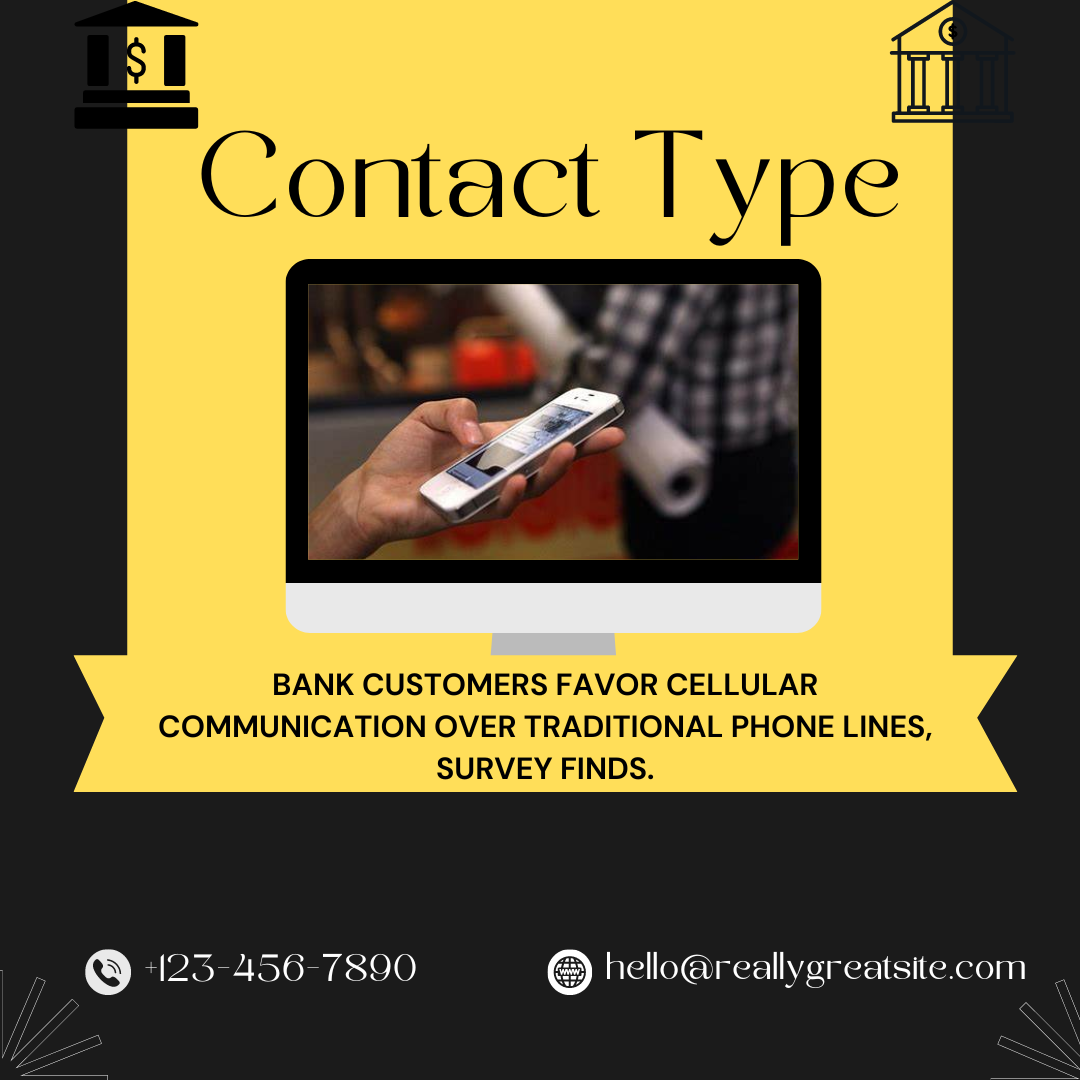 $
$
Contact Type
BANK CUSTOMERS FAVOR CELLULAR
COMMUNICATION OVER TRADITIONAL PHONE LINES,
SURVEY FINDS.
+123-456-7890
www
hello@reallygreatsite.com